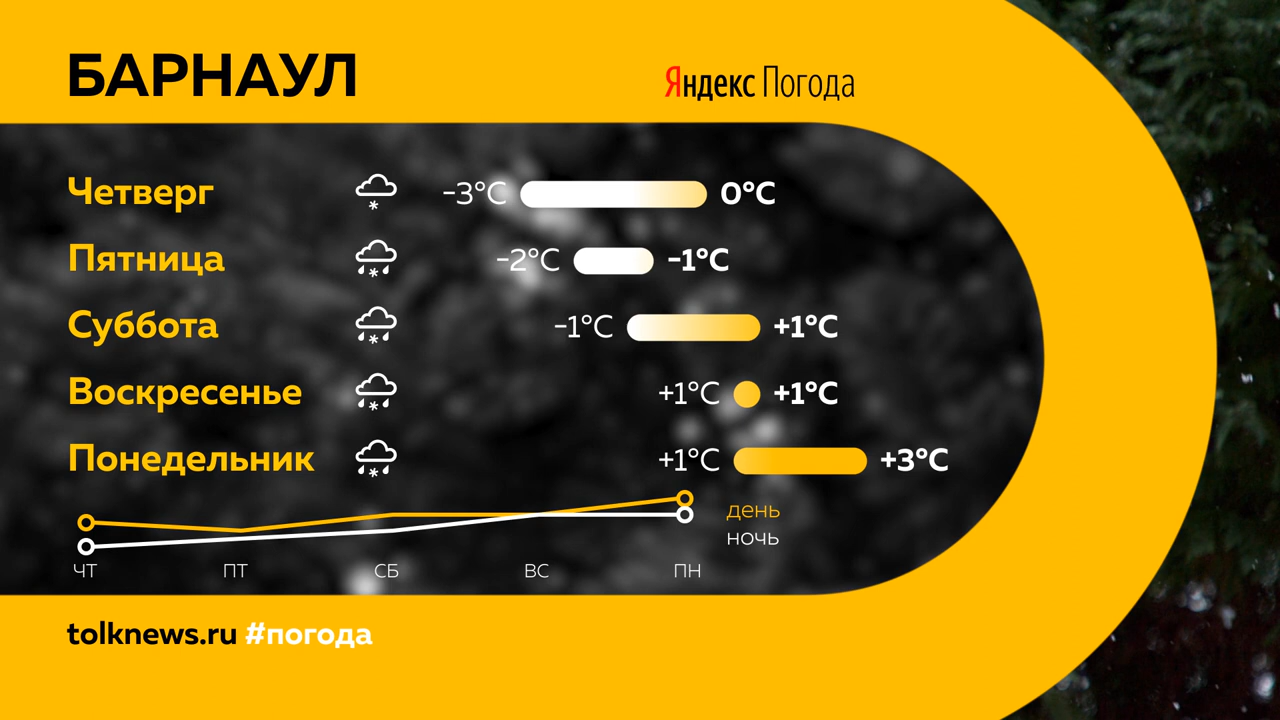 БАРНАУЛ
Яндекс Погода
Четверг -3°C 0°C
Пятница -2°C -1°C
Суббота -1°C +1°C
Воскресенье +1°C +1°C
Понедельник +1°C +3°C
день
ночь
ЧТ ПТ СБ ВС ПН
tolknews.ru #погода